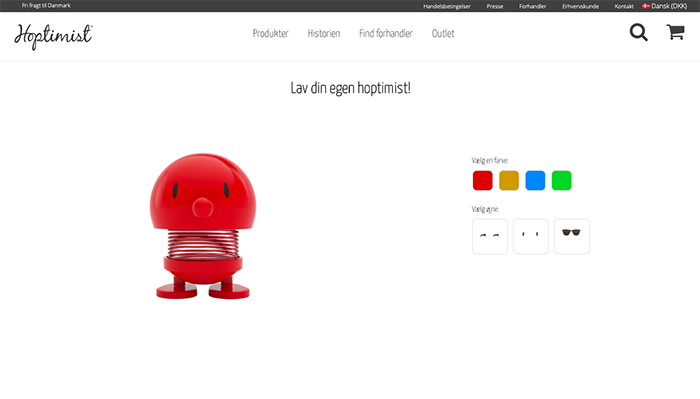 Fri fragt til Danmark
Handelsbetingelser Presse Forhandler Erhvervskunde Kontakt Dansk (DKK)
Hoptimist
Produkter Historien Find forhandler Outlet
Lav din egen hoptimist!
Vælg en farve:
Vælg øjne: